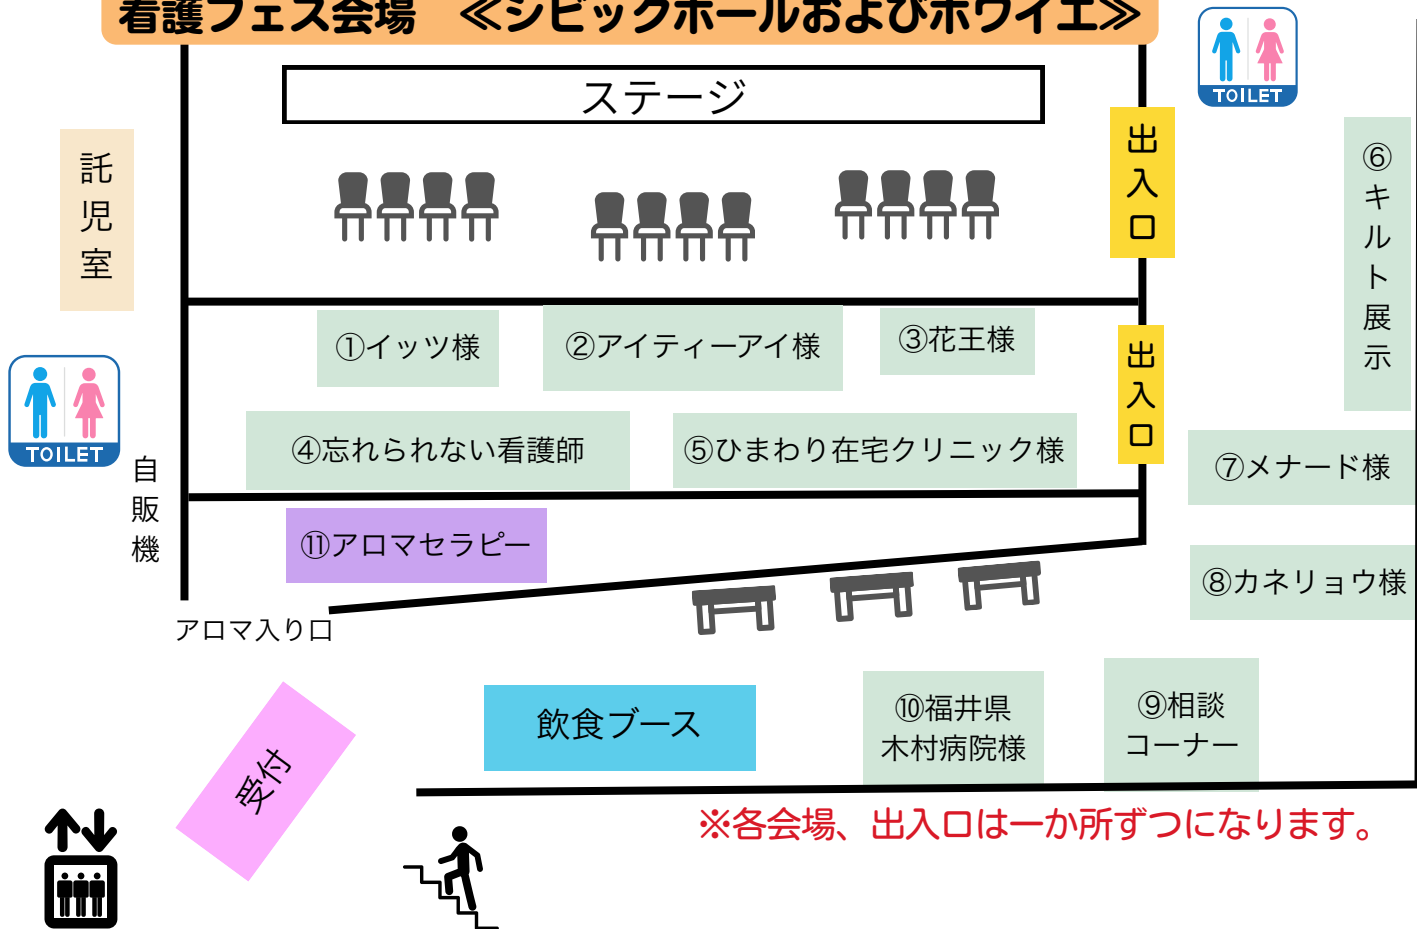 看護フェス会場　≪シビックホールおよびホワイエ≫
TOILET
ステージ
出入口
託児室
⑥キルト展示
①イッツ様
②アイティーアイ様
③花王様
出入口
TOILET
④忘れられない看護師
⑤ひまわり在宅クリニック様
⑦メナード様
自販機
⑪アロマセラピー
⑧カネリョウ様
アロマ入り口
受付
飲食ブース
⑩福井県
木村病院様
⑨相談
コーナー
※各会場、出入口は一か所ずつになります。